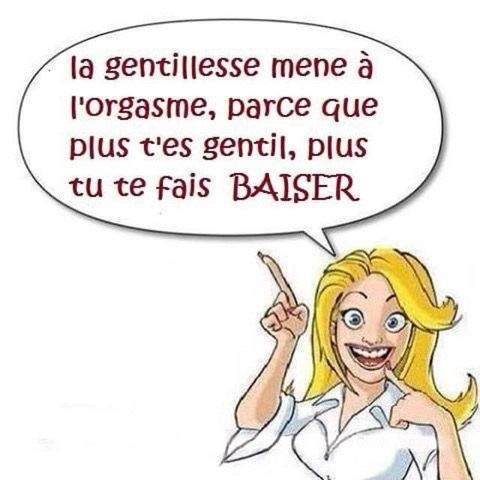 la gentillesse mene à
l'orgasme, parce que
plus t'es gentil, plus
tu te fais BAISER